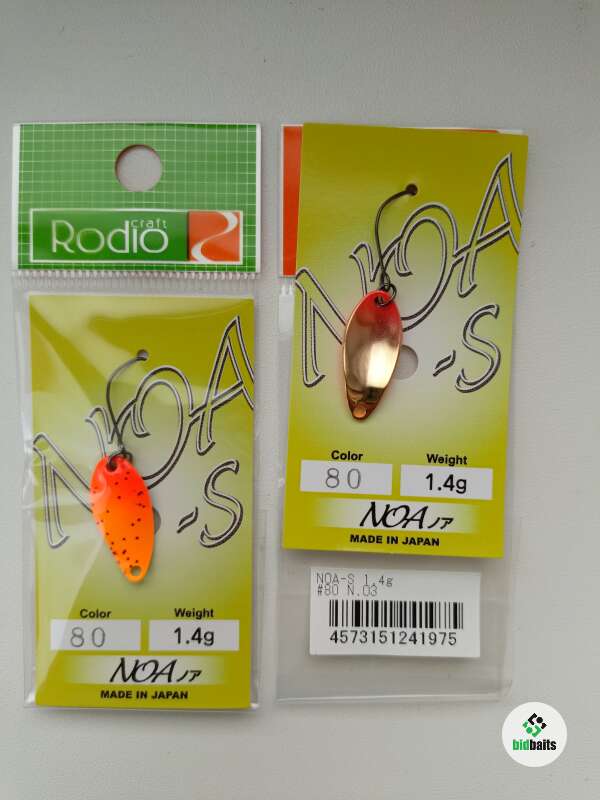 Rodio craft
NOA
-S
Color
Weight
80
1.4g
NOAノア
MADE IN JAPAN
NOA
-S
Color
Weight
80
1.4g
NOAノア
MADE IN JAPAN
NOA-S 1.4g
#80 N.03
4573151241975
bidbaits